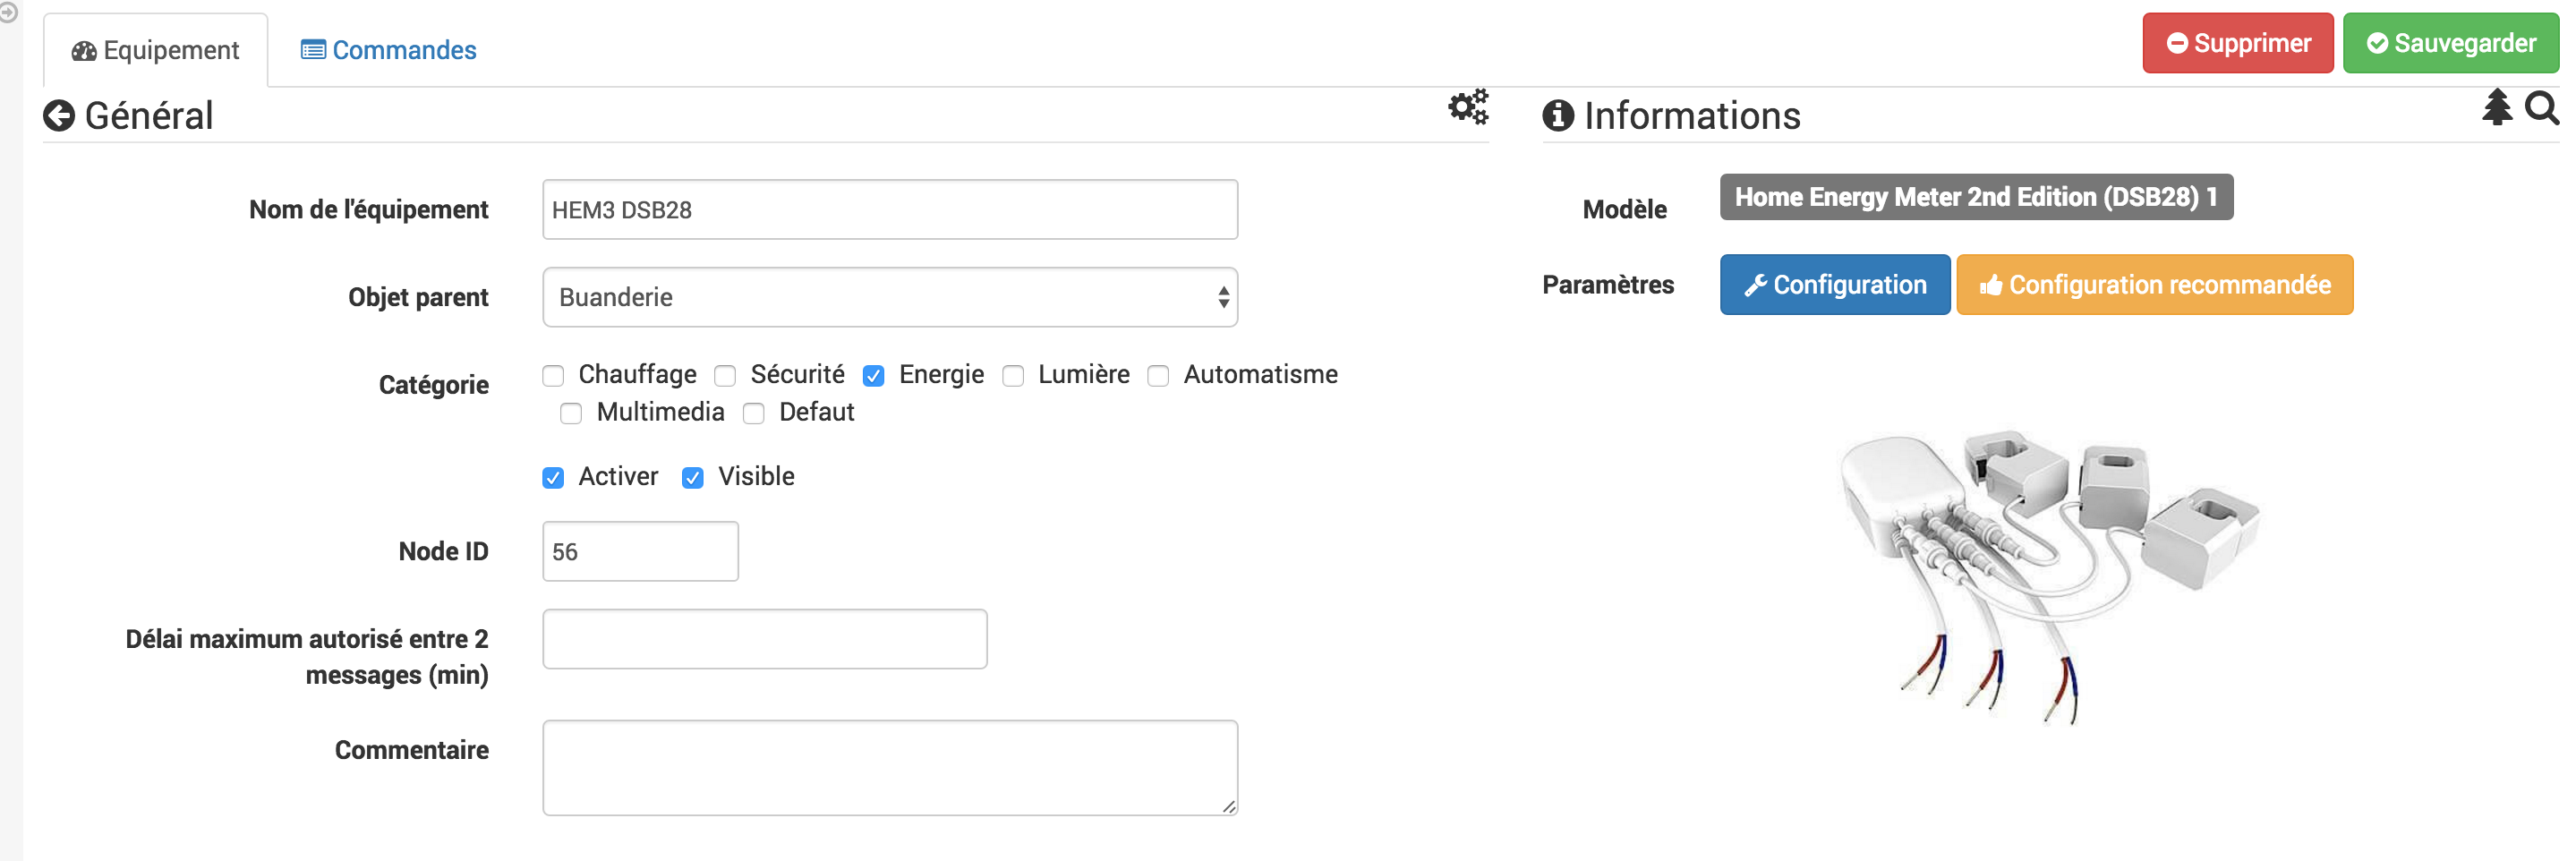 Equipement
Commandes
Supprimer
Sauvegarder
Général
Informations
Nom de l'équipement
HEM3 DSB28
Modèle
Home Energy Meter 2nd Edition (DSB28) 1
Objet parent
Buanderie
Paramètres
Configuration
Configuration recommandée
Catégorie
Chauffage Sécurité Energie Lumière Automatisme
Multimedia Defaut
Activer Visible
Node ID
56
Délai maximum autorisé entre 2
messages (min)
Commentaire